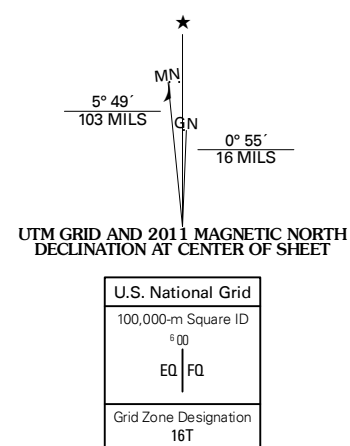 ★
M.N.
5° 49´
103 MILS
GN
0° 55´
16 MILS
UTM GRID AND 2011 MAGNETIC NORTH
DECLINATION AT CENTER OF SHEET
U.S. National Grid
100,000-m Square ID
600
EQ FQ
Grid Zone Designation
16T